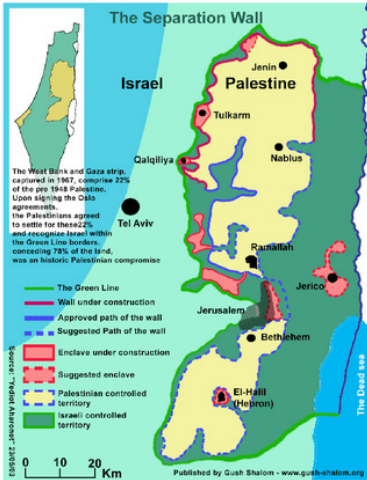 The Separation Wall
Israel
Palestine
Jenin
Tulkarm
Qalqiliya
Nablus
The West Bank and Gaza strip,
captured in 1967, comprise 22%
of the pre 1948 Palestine.
Upon signing the Oslo
agreements,
the Palestinians agreed
to settle for these22%
and recognize Israel within
the Green Line borders.
conceding 78% of the land,
was an historic Palestinian compromise
Tel Aviv
Ramallah
Jerico
Jerusalem
Bethlehem
El-Halil
(Hebron)
The Dead sea
The Green Line
Wall under construction
Approved path of the wall
Suggested Path of the wall
Enclave under construction
Suggested enclave
Palestinian controlled
territory
Israeli controlled
territory
Source: "Yediot Aharonot" 23/05/03
0 10 20
Km
Published by Gush Shalom - www.gush-shalom.org